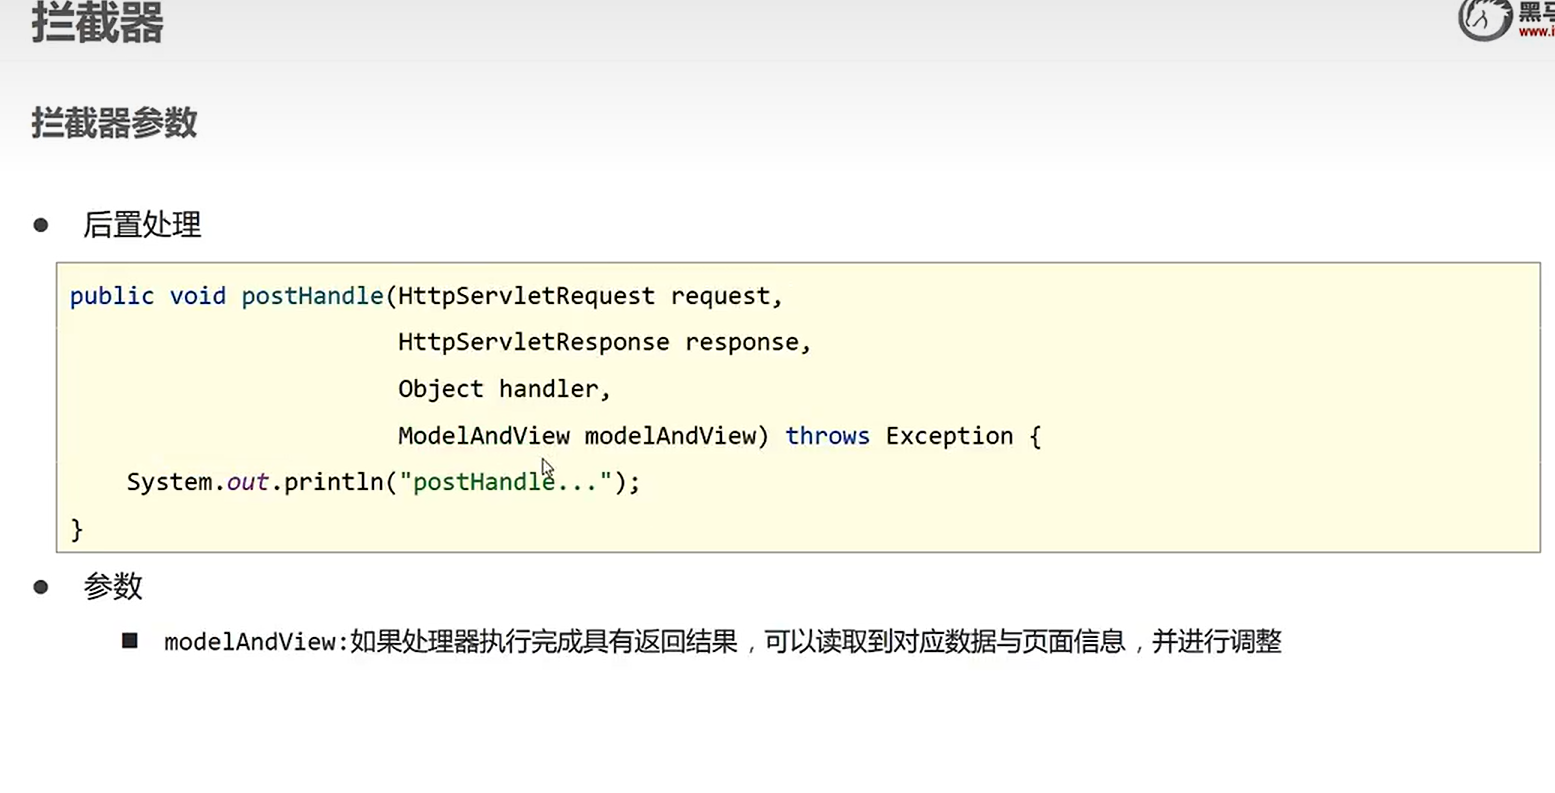 拦截器
拦截器参数
● 后置处理
public void postHandle(HttpServletRequest request,
HttpServletResponse response,
Object handler,
ModelAndView modelAndView) throws Exception {
System.out.println("postHandle...");
}
● 参数
■ modelAndView:如果处理器执行完成具有返回结果，可以读取到对应数据与页面信息，并进行调整
黑马
www.i